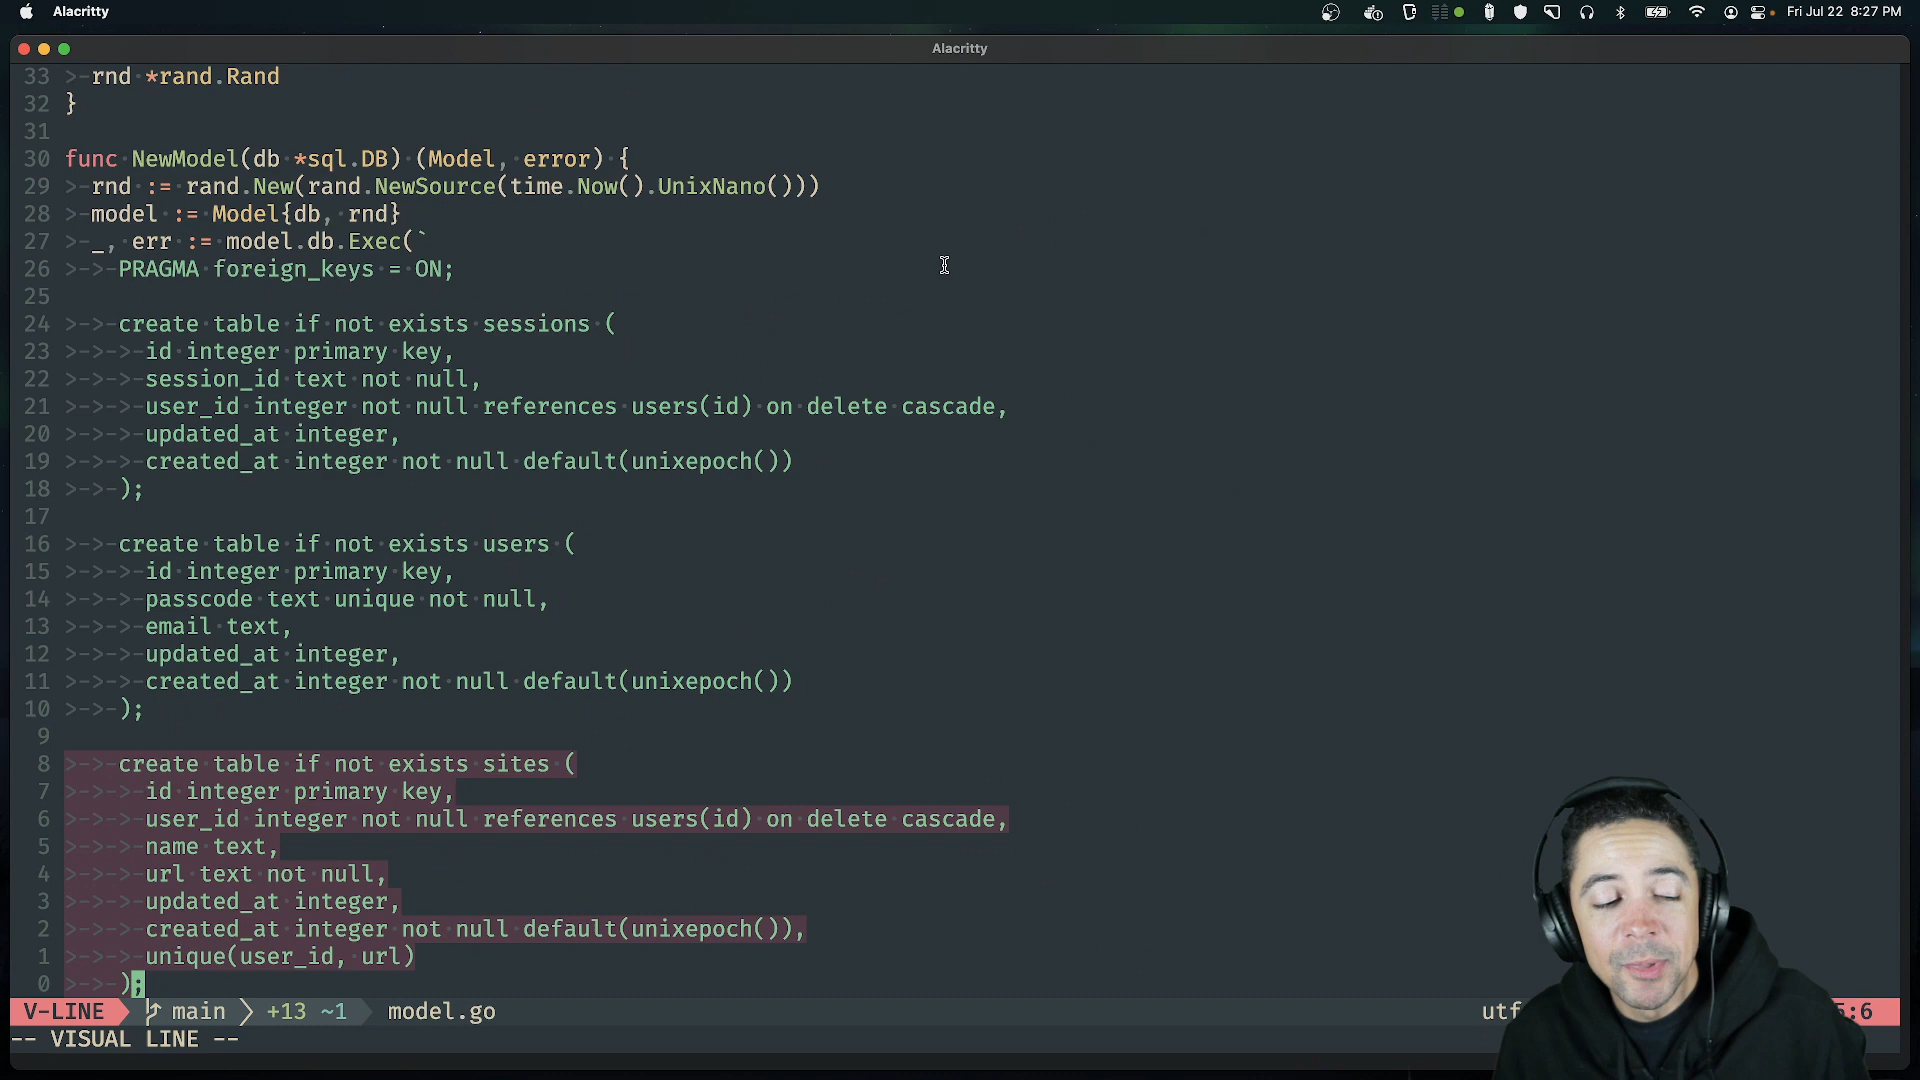 Alacritty
Fri Jul 22 8:27 PM
Alacritty
33 rnd *rand.Rand
32 }
31
30 func NewModel(db *sql.DB) (Model, error) {
29 rnd := rand.New(rand.NewSource(time.Now().UnixNano()))
28 model := Model{db, rnd}
27 _, err := model.db.Exec(`
26 PRAGMA foreign_keys = ON;
25
24 create table if not exists sessions (
23 id integer primary key,
22 session_id text not null,
21 user_id integer not null references users(id) on delete cascade,
20 updated_at integer,
19 created_at integer not null default(unixepoch())
18 );
17
16 create table if not exists users (
15 id integer primary key,
14 passcode text unique not null,
13 email text,
12 updated_at integer,
11 created_at integer not null default(unixepoch())
10 );
9
8 create table if not exists sites (
7 id integer primary key,
6 user_id integer not null references users(id) on delete cascade,
5 name text,
4 url text not null,
3 updated_at integer,
2 created_at integer not null default(unixepoch()),
1 unique(user_id, url)
0 );
V-LINE main +13 ~1 model.go
-- VISUAL LINE --